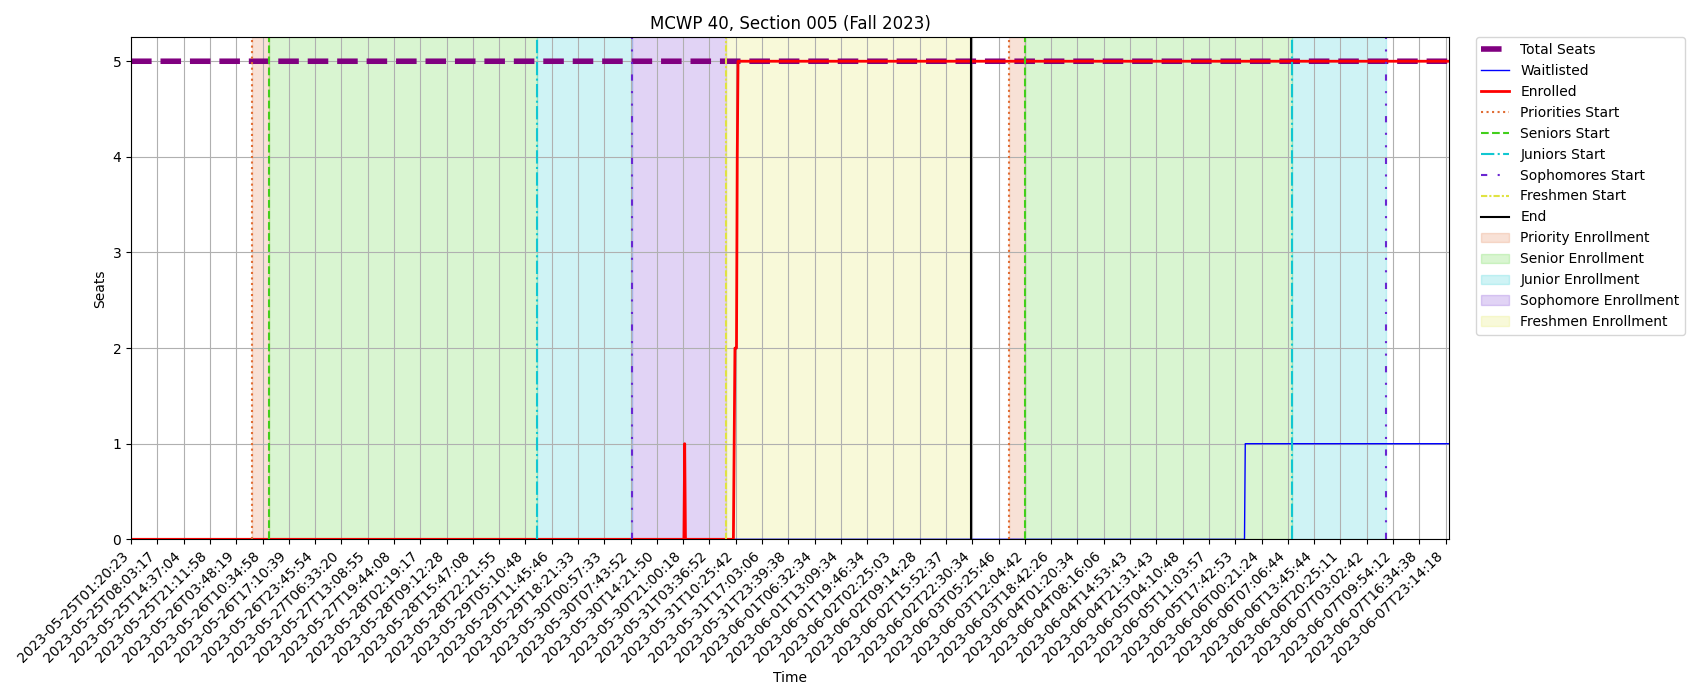 MCWP 40, Section 005 (Fall 2023)
Seats
5
4
3
2
1
0
2023-05-25T01:20:23
2023-05-25T08:03:17
2023-05-25T14:37:04
2023-05-25T21:11:58
2023-05-26T03:48:19
2023-05-26T10:34:58
2023-05-26T17:10:39
2023-05-26T23:45:54
2023-05-27T06:33:20
2023-05-27T13:08:55
2023-05-27T19:44:08
2023-05-28T02:19:17
2023-05-28T09:12:28
2023-05-28T15:47:08
2023-05-28T22:21:55
2023-05-29T05:10:48
2023-05-29T11:45:46
2023-05-29T18:21:33
2023-05-30T00:57:33
2023-05-30T07:43:52
2023-05-30T14:21:50
2023-05-30T21:00:18
2023-05-31T03:36:52
2023-05-31T10:25:42
2023-05-31T17:03:06
2023-05-31T23:39:38
2023-06-01T06:32:34
2023-06-01T13:09:34
2023-06-01T19:46:34
2023-06-02T02:25:03
2023-06-02T09:14:28
2023-06-02T15:52:37
2023-06-02T22:30:34
2023-06-03T05:25:46
2023-06-03T12:04:42
2023-06-03T18:42:26
2023-06-04T01:20:34
2023-06-04T08:16:06
2023-06-04T14:53:43
2023-06-04T21:31:43
2023-06-05T04:10:48
2023-06-05T11:03:57
2023-06-05T17:42:53
2023-06-06T00:21:24
2023-06-06T07:06:44
2023-06-06T13:45:44
2023-06-06T20:25:11
2023-06-07T03:02:42
2023-06-07T09:54:12
2023-06-07T16:34:38
2023-06-07T23:14:18
Time
Total Seats
Waitlisted
Enrolled
Priorities Start
Seniors Start
Juniors Start
Sophomores Start
Freshmen Start
End
Priority Enrollment
Senior Enrollment
Junior Enrollment
Sophomore Enrollment
Freshmen Enrollment